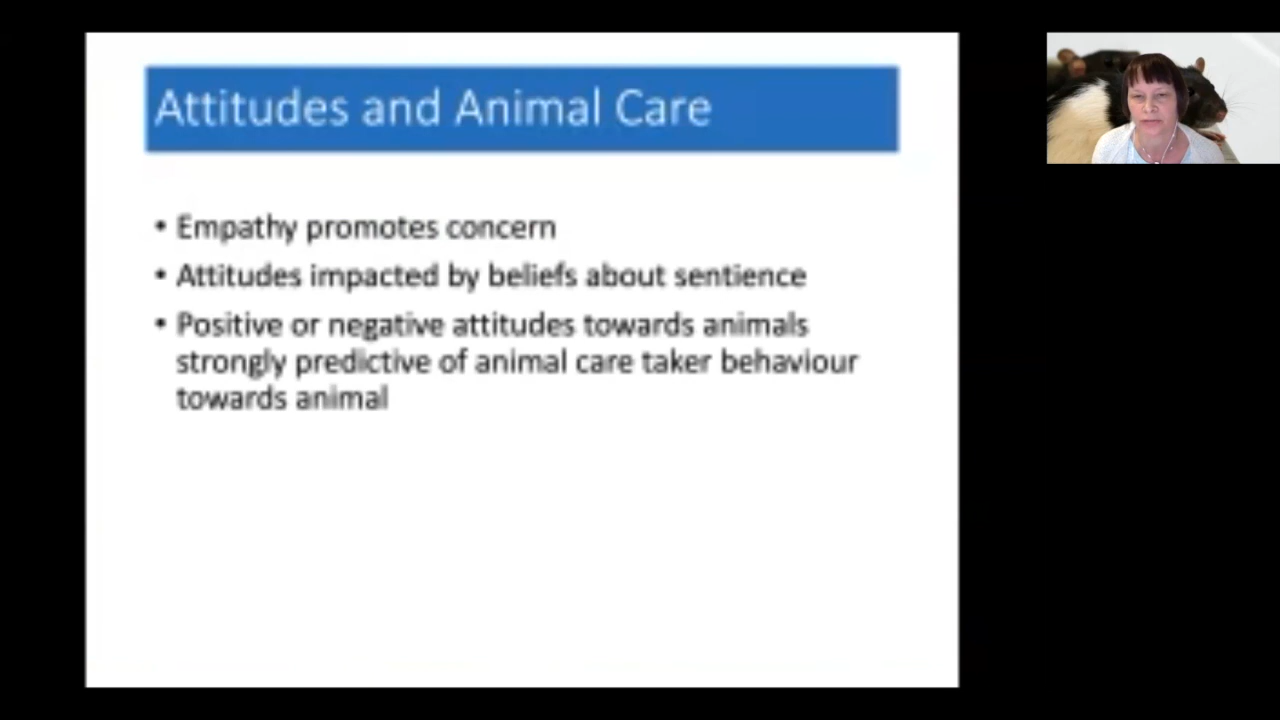 Attitudes and Animal Care
• Empathy promotes concern
• Attitudes impacted by beliefs about sentience
• Positive or negative attitudes towards animals
strongly predictive of animal care taker behaviour
towards animal